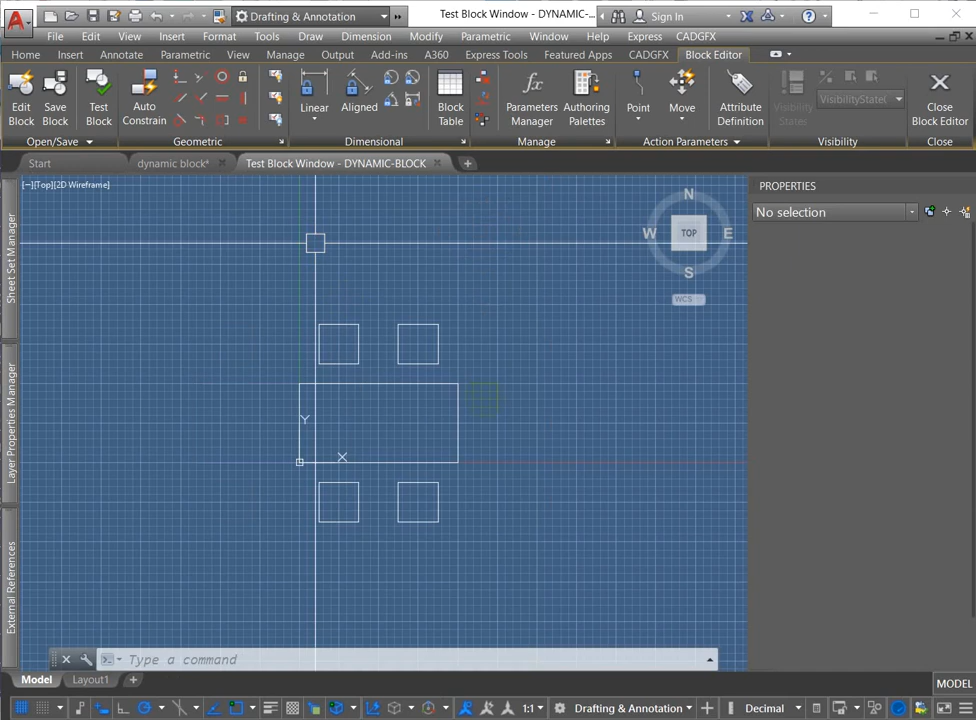 A
Drafting & Annotation
Test Block Window - DYNAMIC-...
Sign In
File Edit View Insert Format Tools Draw Dimension Modify Parametric Window Help Express CADGFX
Home Insert Annotate Parametric View Manage Output Add-ins A360 Express Tools Featured Apps CADGFX Block Editor
Edit Block
Save Block
Test Block
Auto Constrain
Linear
Aligned
Block Table
fx
Parameters Manager
Authoring Palettes
Point
Move
Attribute Definition
Visibility States
VisibilityState(
Close Block Editor
Open/Save Geometric Dimensional Manage Action Parameters Visibility Close
Start dynamic block* Test Block Window - DYNAMIC-BLOCK
[−][Top][2D Wireframe]
PROPERTIES
No selection
Sheet Set Manager
Layer Properties Manager
External References
N
W TOP E
S
WCS
Y
X
Type a command
Model Layout1
MODEL
1:1 Drafting & Annotation Decimal